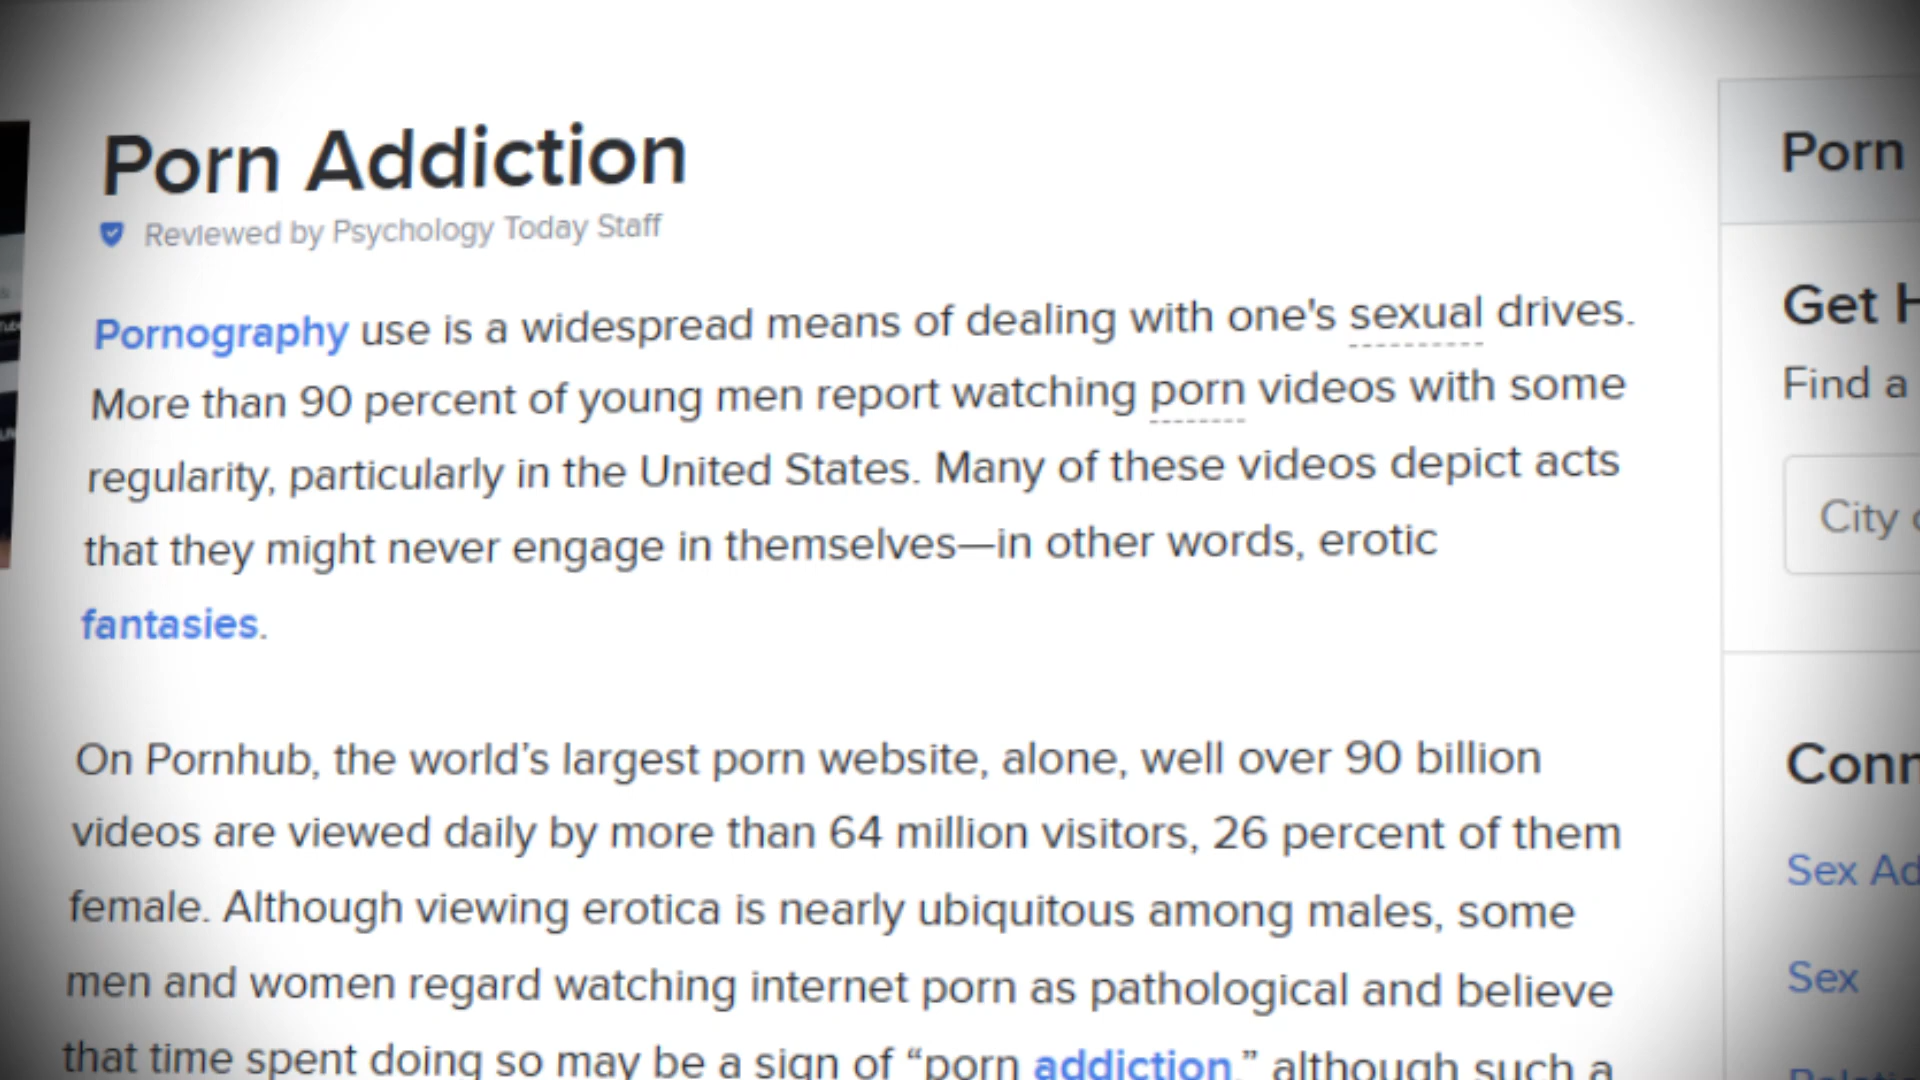 Porn Addiction
Reviewed by Psychology Today Staff
Pornography use is a widespread means of dealing with one's sexual drives.
More than 90 percent of young men report watching porn videos with some
regularity, particularly in the United States. Many of these videos depict acts
that they might never engage in themselves—in other words, erotic
fantasies.
On Pornhub, the world’s largest porn website, alone, well over 90 billion
videos are viewed daily by more than 64 million visitors, 26 percent of them
female. Although viewing erotica is nearly ubiquitous among males, some
men and women regard watching internet porn as pathological and believe
that time spent doing so may be a sign of “porn addiction,” although such a
Porn
Get
Find a
City
Sex
Sex